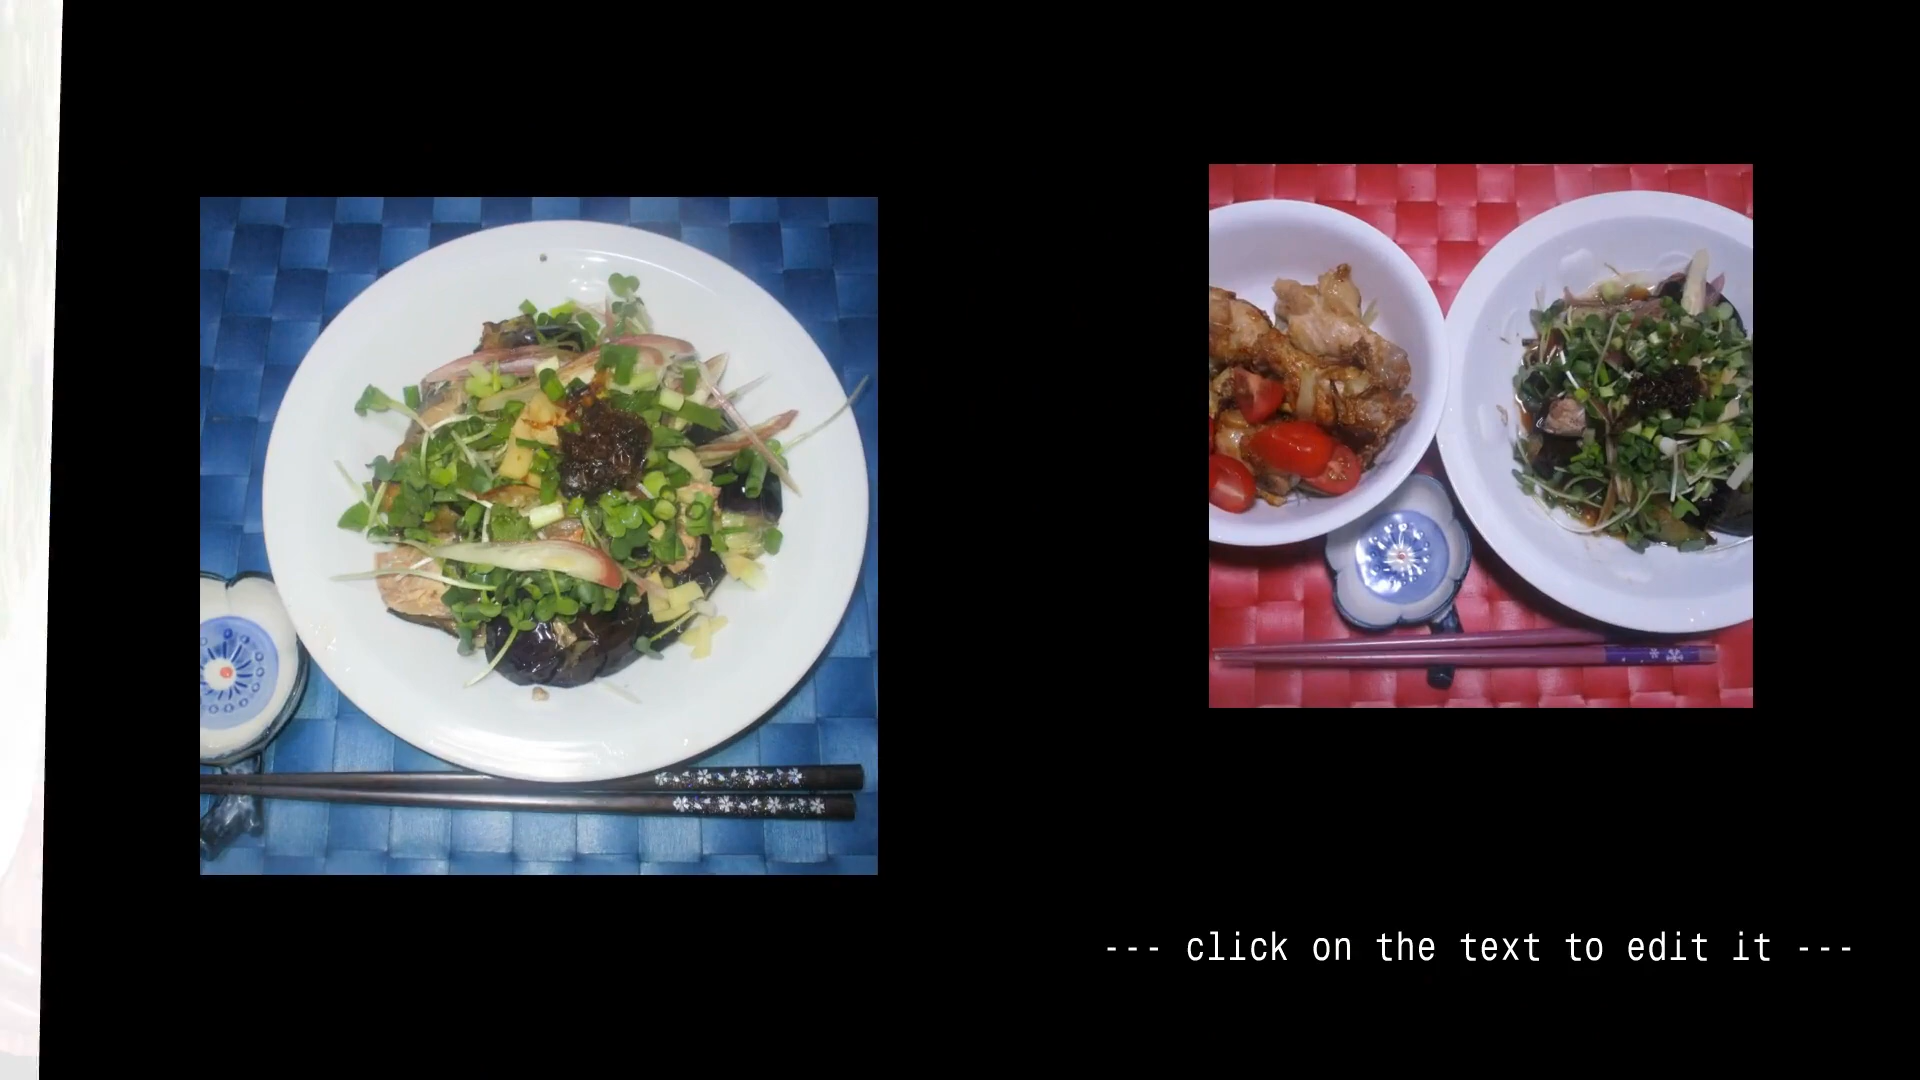 --- click on the text to edit it ---